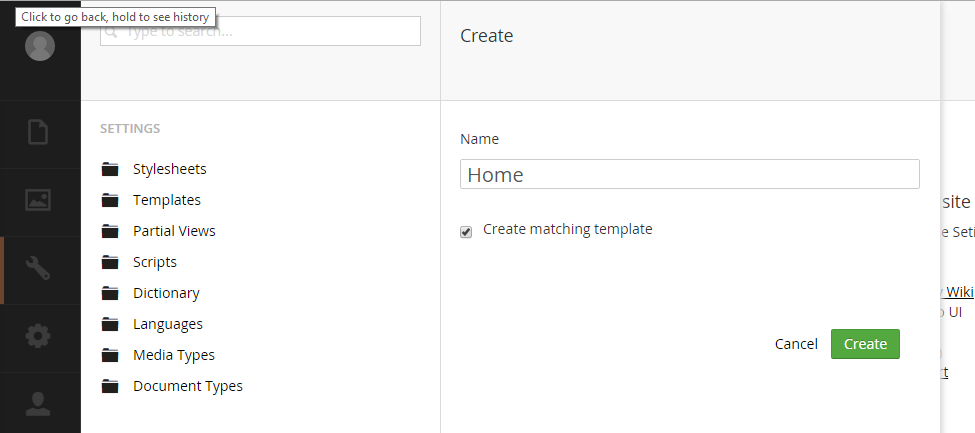 Click to go back, hold to see history
Type to search...
Create
SETTINGS
Stylesheets
Templates
Partial Views
Scripts
Dictionary
Languages
Media Types
Document Types
Name
Home
Create matching template
Cancel
Create
site
e Seti
Wiki
UI